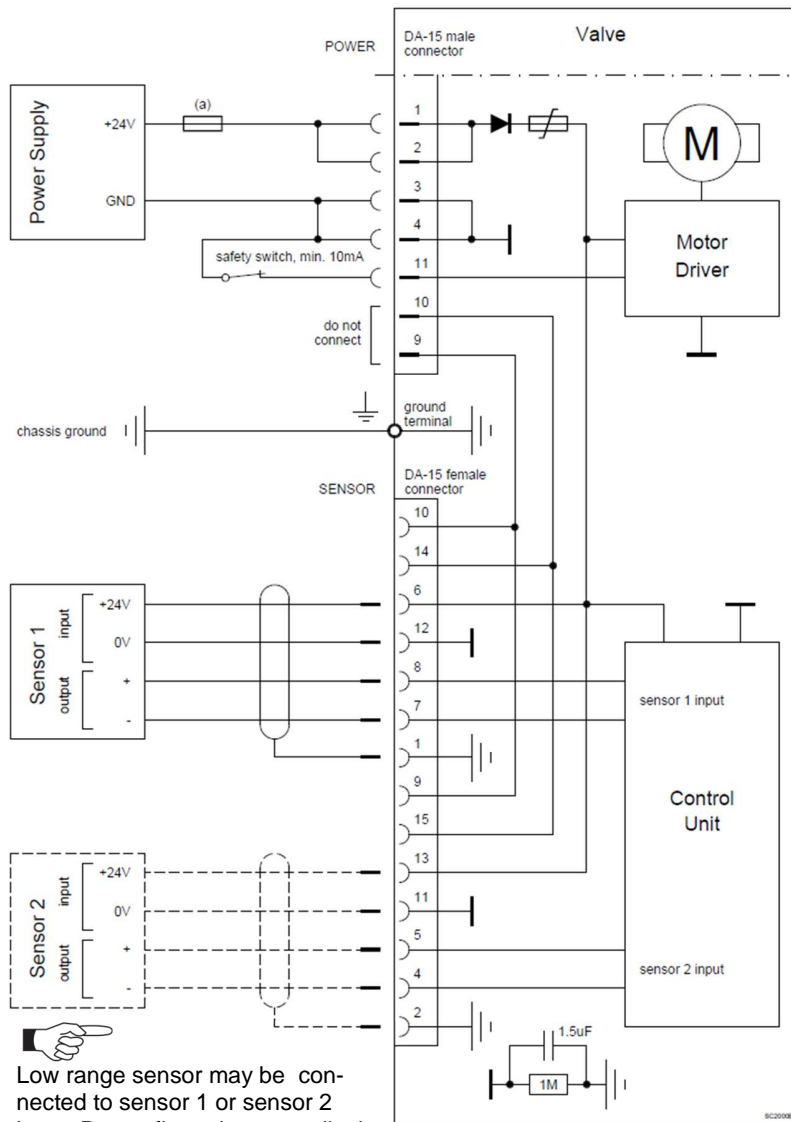 Valve
POWER
DA-15 male
connector
Power Supply
+24V
(a)
GND
1
2
3
4
safety switch, min. 10mA
11
10
do not
connect
9
M
Motor
Driver
chassis ground
ground
terminal
SENSOR
DA-15 female
connector
10
14
6
12
8
7
1
9
15
13
11
5
4
2
Sensor 1
input
+24V
0V
output
+
-
sensor 1 input
Control
Unit
Sensor 2
input
+24V
0V
output
+
-
sensor 2 input
1.5uF
1M
Low range sensor may be con-
nected to sensor 1 or sensor 2